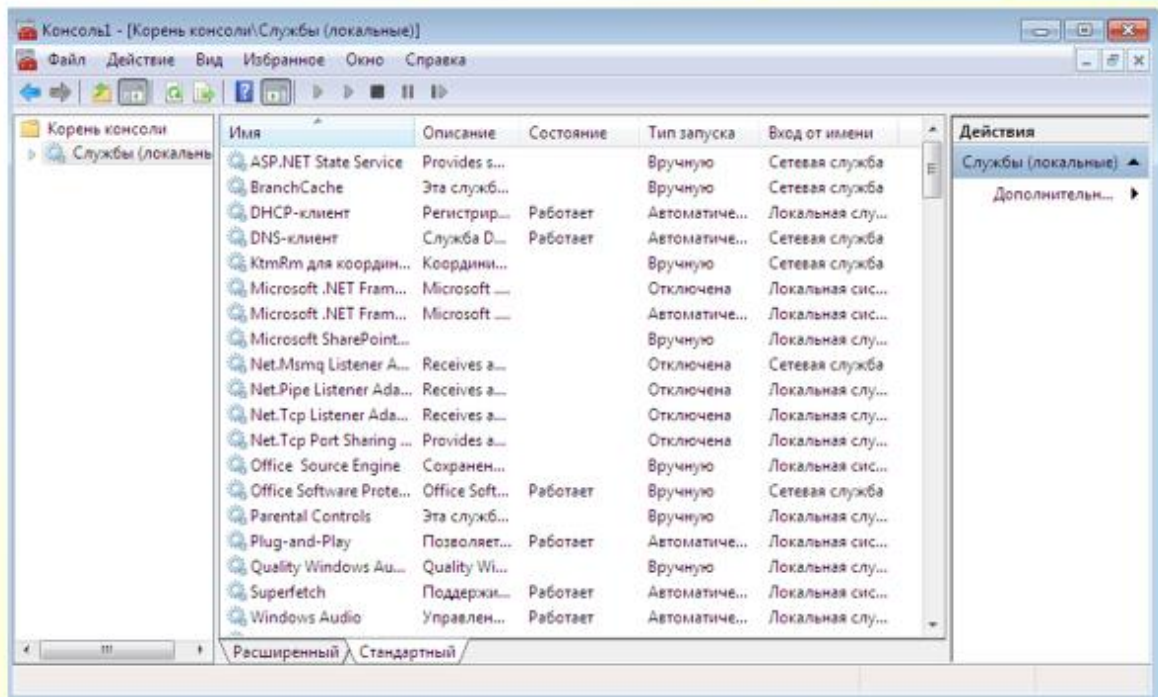 Консоль1 - [Корень консоли\Службы (локальные)]
Файл Действие Вид Избранное Окно Справка
Корень консоли
Службы (локальнь
Имя Описание Состояние Тип запуска Вход от имени
ASP.NET State Service Provides s... Вручную Сетевая служба
BranchCache Эта служб... Вручную Сетевая служба
DHCP-клиент Регистрир... Работает Автоматиче... Локальная слу...
DNS-клиент Служба D... Работает Автоматиче... Сетевая служба
KtmRm для координ... Координи... Вручную Сетевая служба
Microsoft .NET Fram... Microsoft .... Отключена Локальная сис...
Microsoft .NET Fram... Microsoft .... Автоматиче... Локальная сис...
Microsoft SharePoint... Вручную Локальная слу...
Net.Msmq Listener A... Receives a... Отключена Сетевая служба
Net.Pipe Listener Ada... Receives a... Отключена Локальная слу...
Net.Tcp Listener Ada... Receives a... Отключена Локальная слу...
Net.Tcp Port Sharing ... Provides a... Отключена Локальная слу...
Office Source Engine Сохранен... Вручную Локальная сис...
Office Software Prote... Office Soft... Работает Вручную Сетевая служба
Parental Controls Эта служб... Вручную Локальная слу...
Plug-and-Play Позволяет... Работает Автоматиче... Локальная сис...
Quality Windows Au... Quality Wi... Вручную Локальная слу...
Superfetch Поддержи... Работает Автоматиче... Локальная сис...
Windows Audio Управлен... Работает Автоматиче... Локальная слу...
Расширенный Стандартный
Действия
Службы (локальные)
Дополнительн...